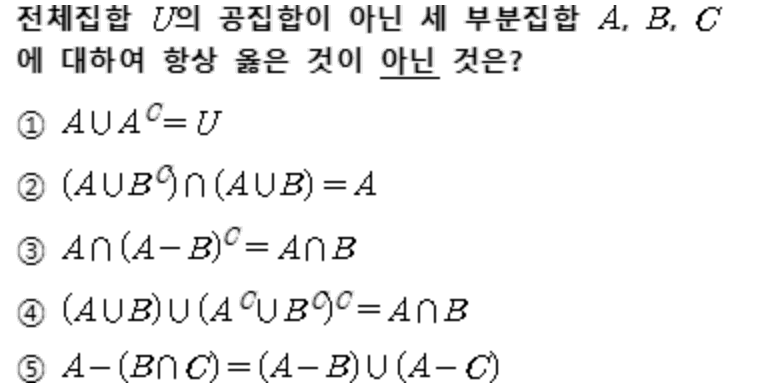 전체집합 U의 공집합이 아닌 세 부분집합 A, B, C
에 대하여 항상 옳은 것이 아닌 것은?
① A∪A^C=U
② (A∪B^C)∩(A∪B)=A
③ A∩(A-B)^C=A∩B
④ (A∪B)∪(A^C∪B^C)^C=A∩B
⑤ A-(B∩C)=(A-B)∪(A-C)